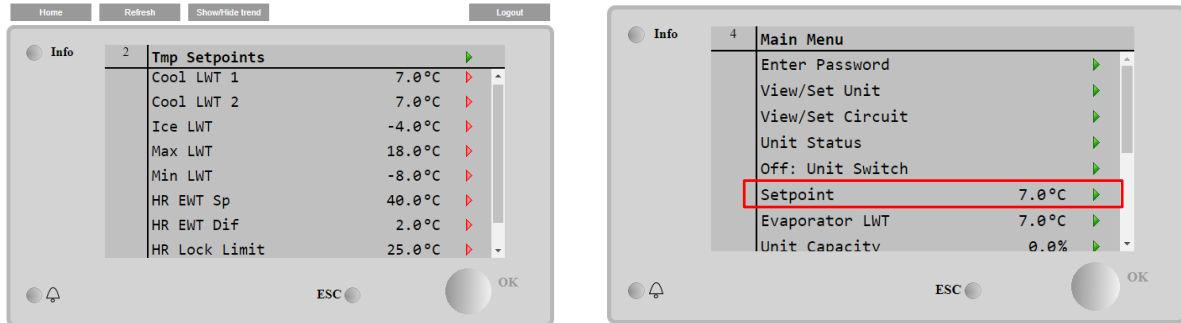 Home Refresh Show/Hide trend Logout
Info
2 Tmp Setpoints
Cool LWT 1 7.0°C
Cool LWT 2 7.0°C
Ice LWT -4.0°C
Max LWT 18.0°C
Min LWT -8.0°C
HR EWT Sp 40.0°C
HR EWT Dif 2.0°C
HR Lock Limit 25.0°C
ESC
OK
Info
4 Main Menu
Enter Password
View/Set Unit
View/Set Circuit
Unit Status
Off: Unit Switch
Setpoint 7.0°C
Evaporator LWT 7.0°C
Unit Capacity 0.0%
ESC
OK